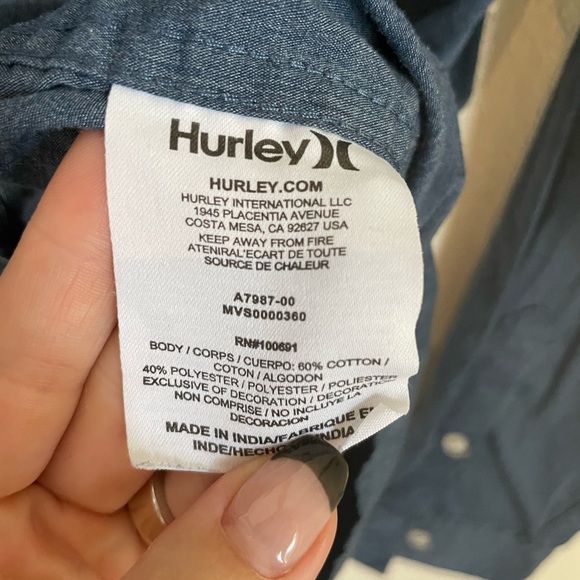 Hurley
HURLEY.COM
HURLEY INTERNATIONAL LLC
1945 PLACENTIA AVENUE
COSTA MESA, CA 92627 USA
KEEP AWAY FROM FIRE
ATENIRAL'ECART DE TOUTE
SOURCE DE CHALEUR
A7987-00
MVS0000360
RN#100691
BODY / CORPS / CUERPO: 60% COTTON /
COTON / ALGODON
40% POLYESTER / POLYESTER / POLIESTER
EXCLUSIVE OF DECORATION / DECORATION
NON COMPRISE / NO INCLUYE LA
DECORACION
MADE IN INDIA/FABRIQUE EN
INDE/HECHO INDIA